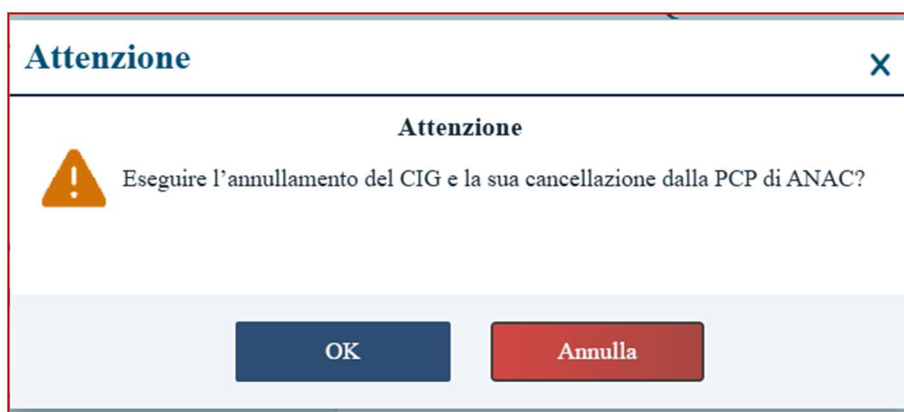 Attenzione
Attenzione
Eseguire l’annullamento del CIG e la sua cancellazione dalla PCP di ANAC?
OK
Annulla